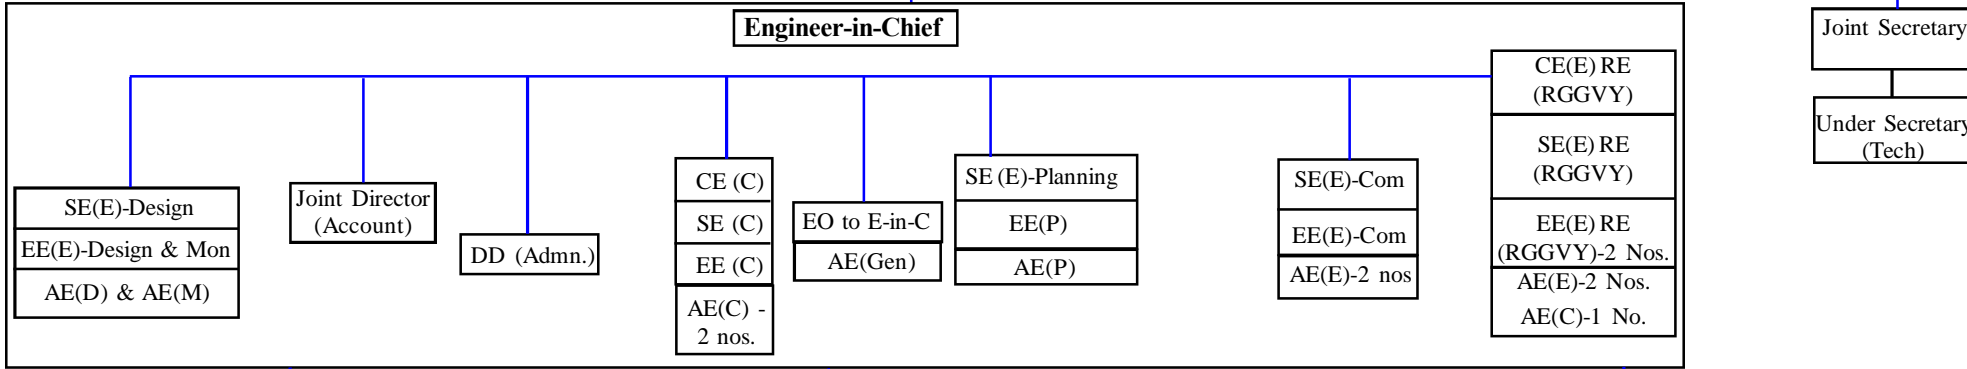 Engineer-in-Chief
SE(E)-Design
EE(E)-Design & Mon
AE(D) & AE(M)
Joint Director
(Account)
DD (Admn.)
CE (C)
SE (C)
EE (C)
AE(C) -
2 nos.
EO to E-in-C
AE(Gen)
SE (E)-Planning
EE(P)
AE(P)
SE(E)-Com
EE(E)-Com
AE(E)-2 nos
CE(E) RE
(RGGVY)
SE(E) RE
(RGGVY)
EE(E) RE
(RGGVY)-2 Nos.
AE(E)-2 Nos.
AE(C)-1 No.
Joint Secretary
Under Secretary
(Tech)